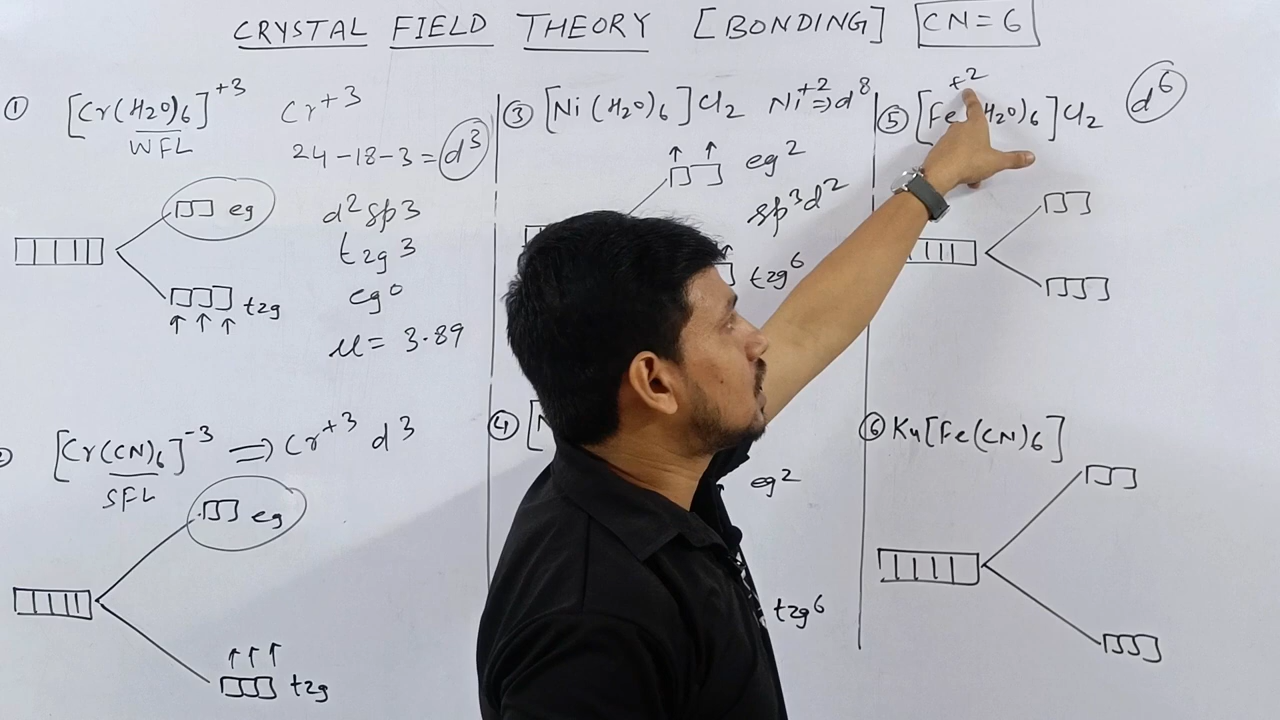 CRYSTAL FIELD THEORY [BONDING] CN=6
① [Cr(H2O)6]+3 Cr+3
WFL
24-18-3=d3
eg
d2sp3
t2g3
t2g
eg0
μ= 3.89
[Cr(CN)6]-3 ⇒ Cr+3 d3
SFL
eg
t2g
③ [Ni(H2O)6]Cl2 Ni+2⇒d8
eg2
sp3d2
t2g6
④ [
eg2
t2g6
⑤ [Fe H2O)6]Cl2 d6
+2
⑥ K4[Fe(CN)6]